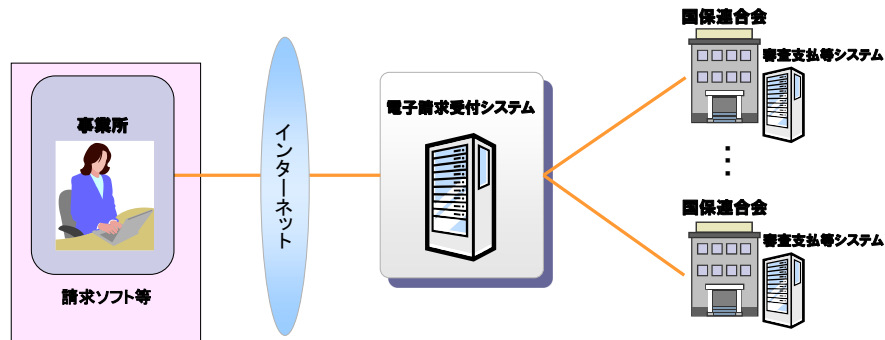 事業所
請求ソフト等
インターネット
電子請求受付システム
国保連合会
審査支払等システム
国保連合会
審査支払等システム